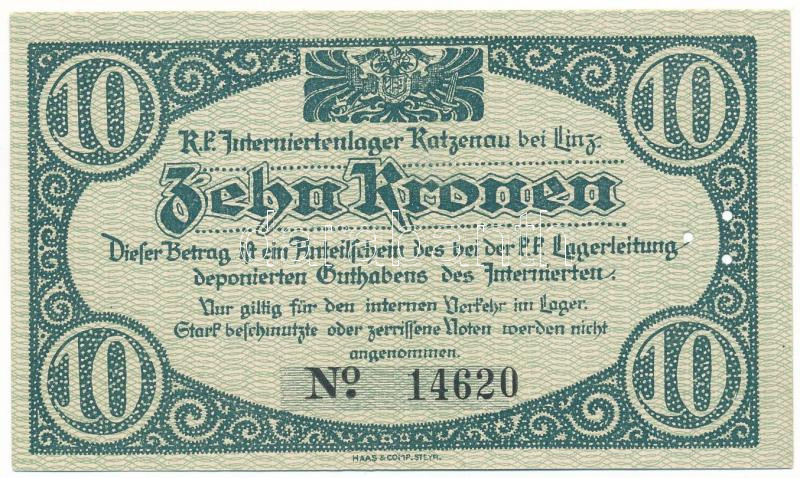 10 10
K.k. Interniertenlager Katzenau bei Linz.
Zehn Kronen
Dieser Betrag ist ein Anteilschein des bei der k.k. Lagerleitung
deponierten Guthabens des Internierten.
Nur giltig für den internen Verkehr im Lager.
Stark beschmutzte oder zerrissene Noten werden nicht
angenommen.
10 10
No. 14620
HAAS & COMP. STEYR.